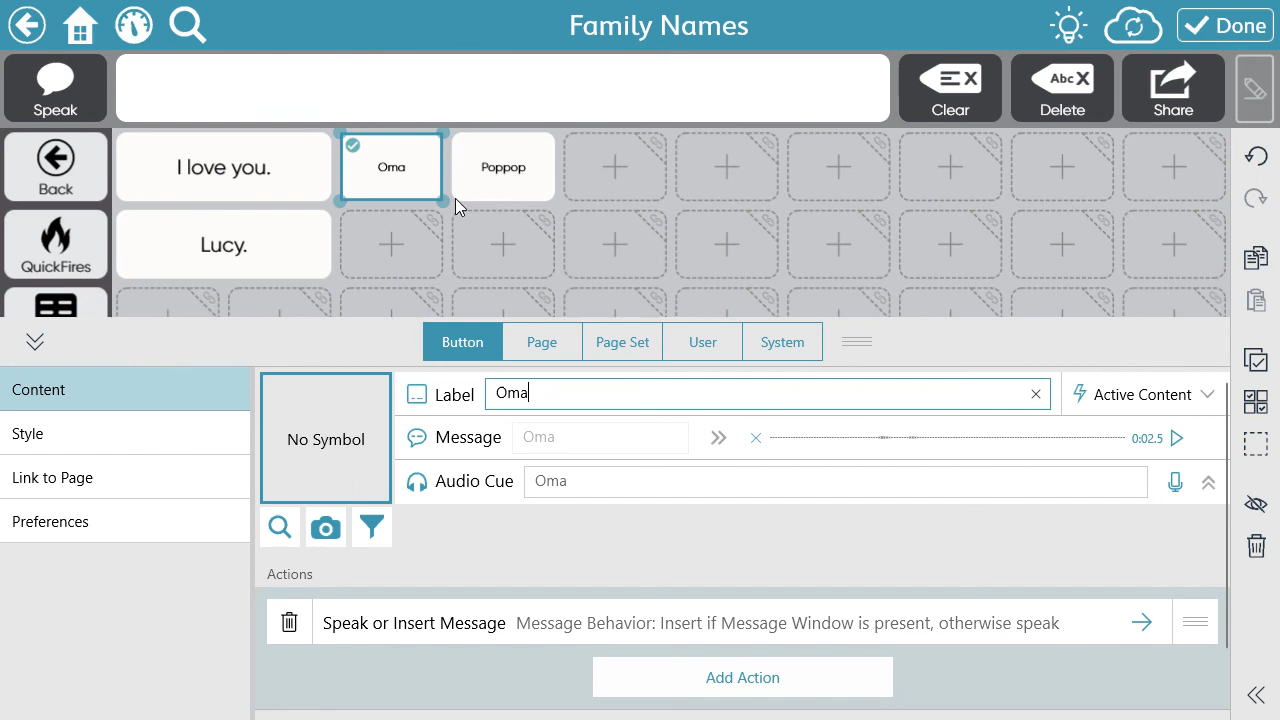 Family Names
Done
Speak
Clear
Abc
Delete
Share
Back
I love you.
Oma
Poppop
QuickFires
Lucy.
Button
Page
Page Set
User
System
Content
Style
Link to Page
Preferences
No Symbol
Label
Oma
Active Content
Message
Oma
0:02.5
Audio Cue
Oma
Actions
Speak or Insert Message Message Behavior: Insert if Message Window is present, otherwise speak
Add Action